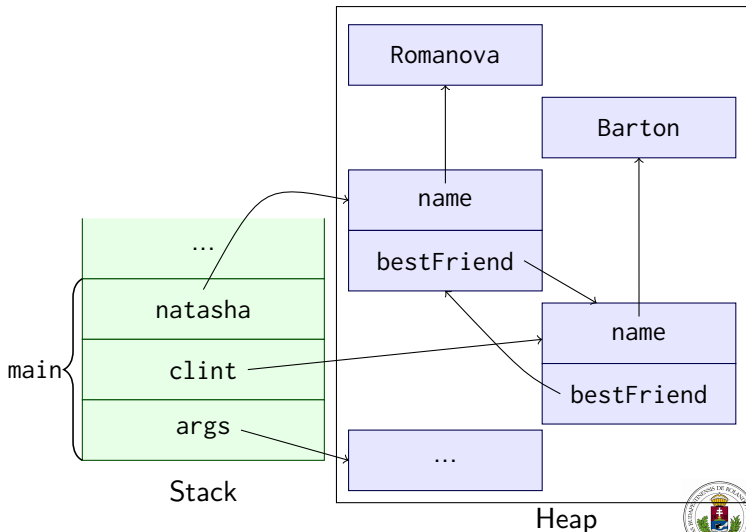 Romanova
Barton
name
bestFriend
...
natasha
name
main
clint
bestFriend
args
...
Stack
Heap